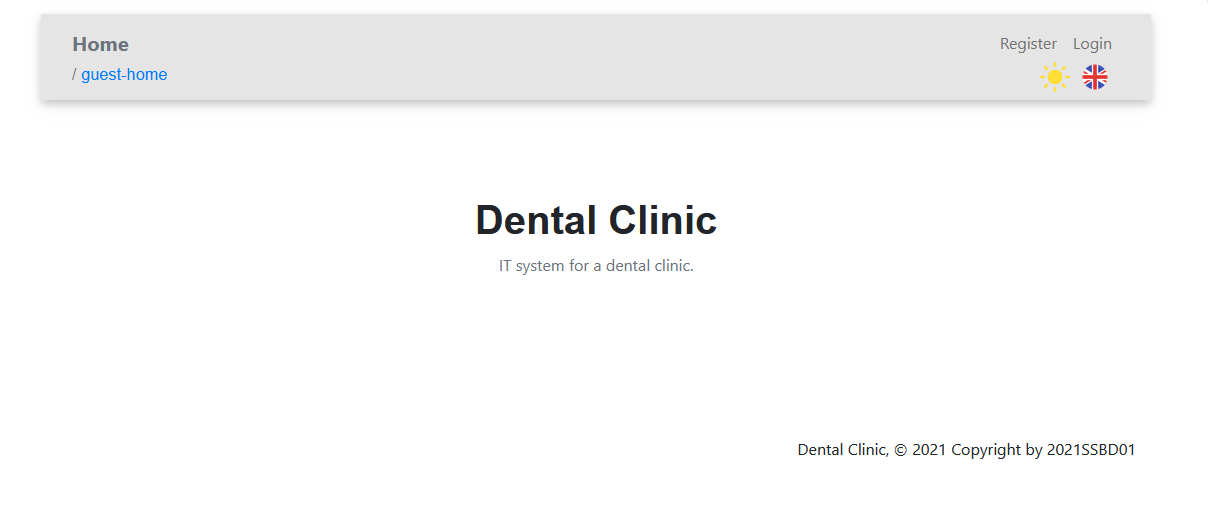 Home
Register Login
/ guest-home
Dental Clinic
IT system for a dental clinic.
Dental Clinic, © 2021 Copyright by 2021SSBD01